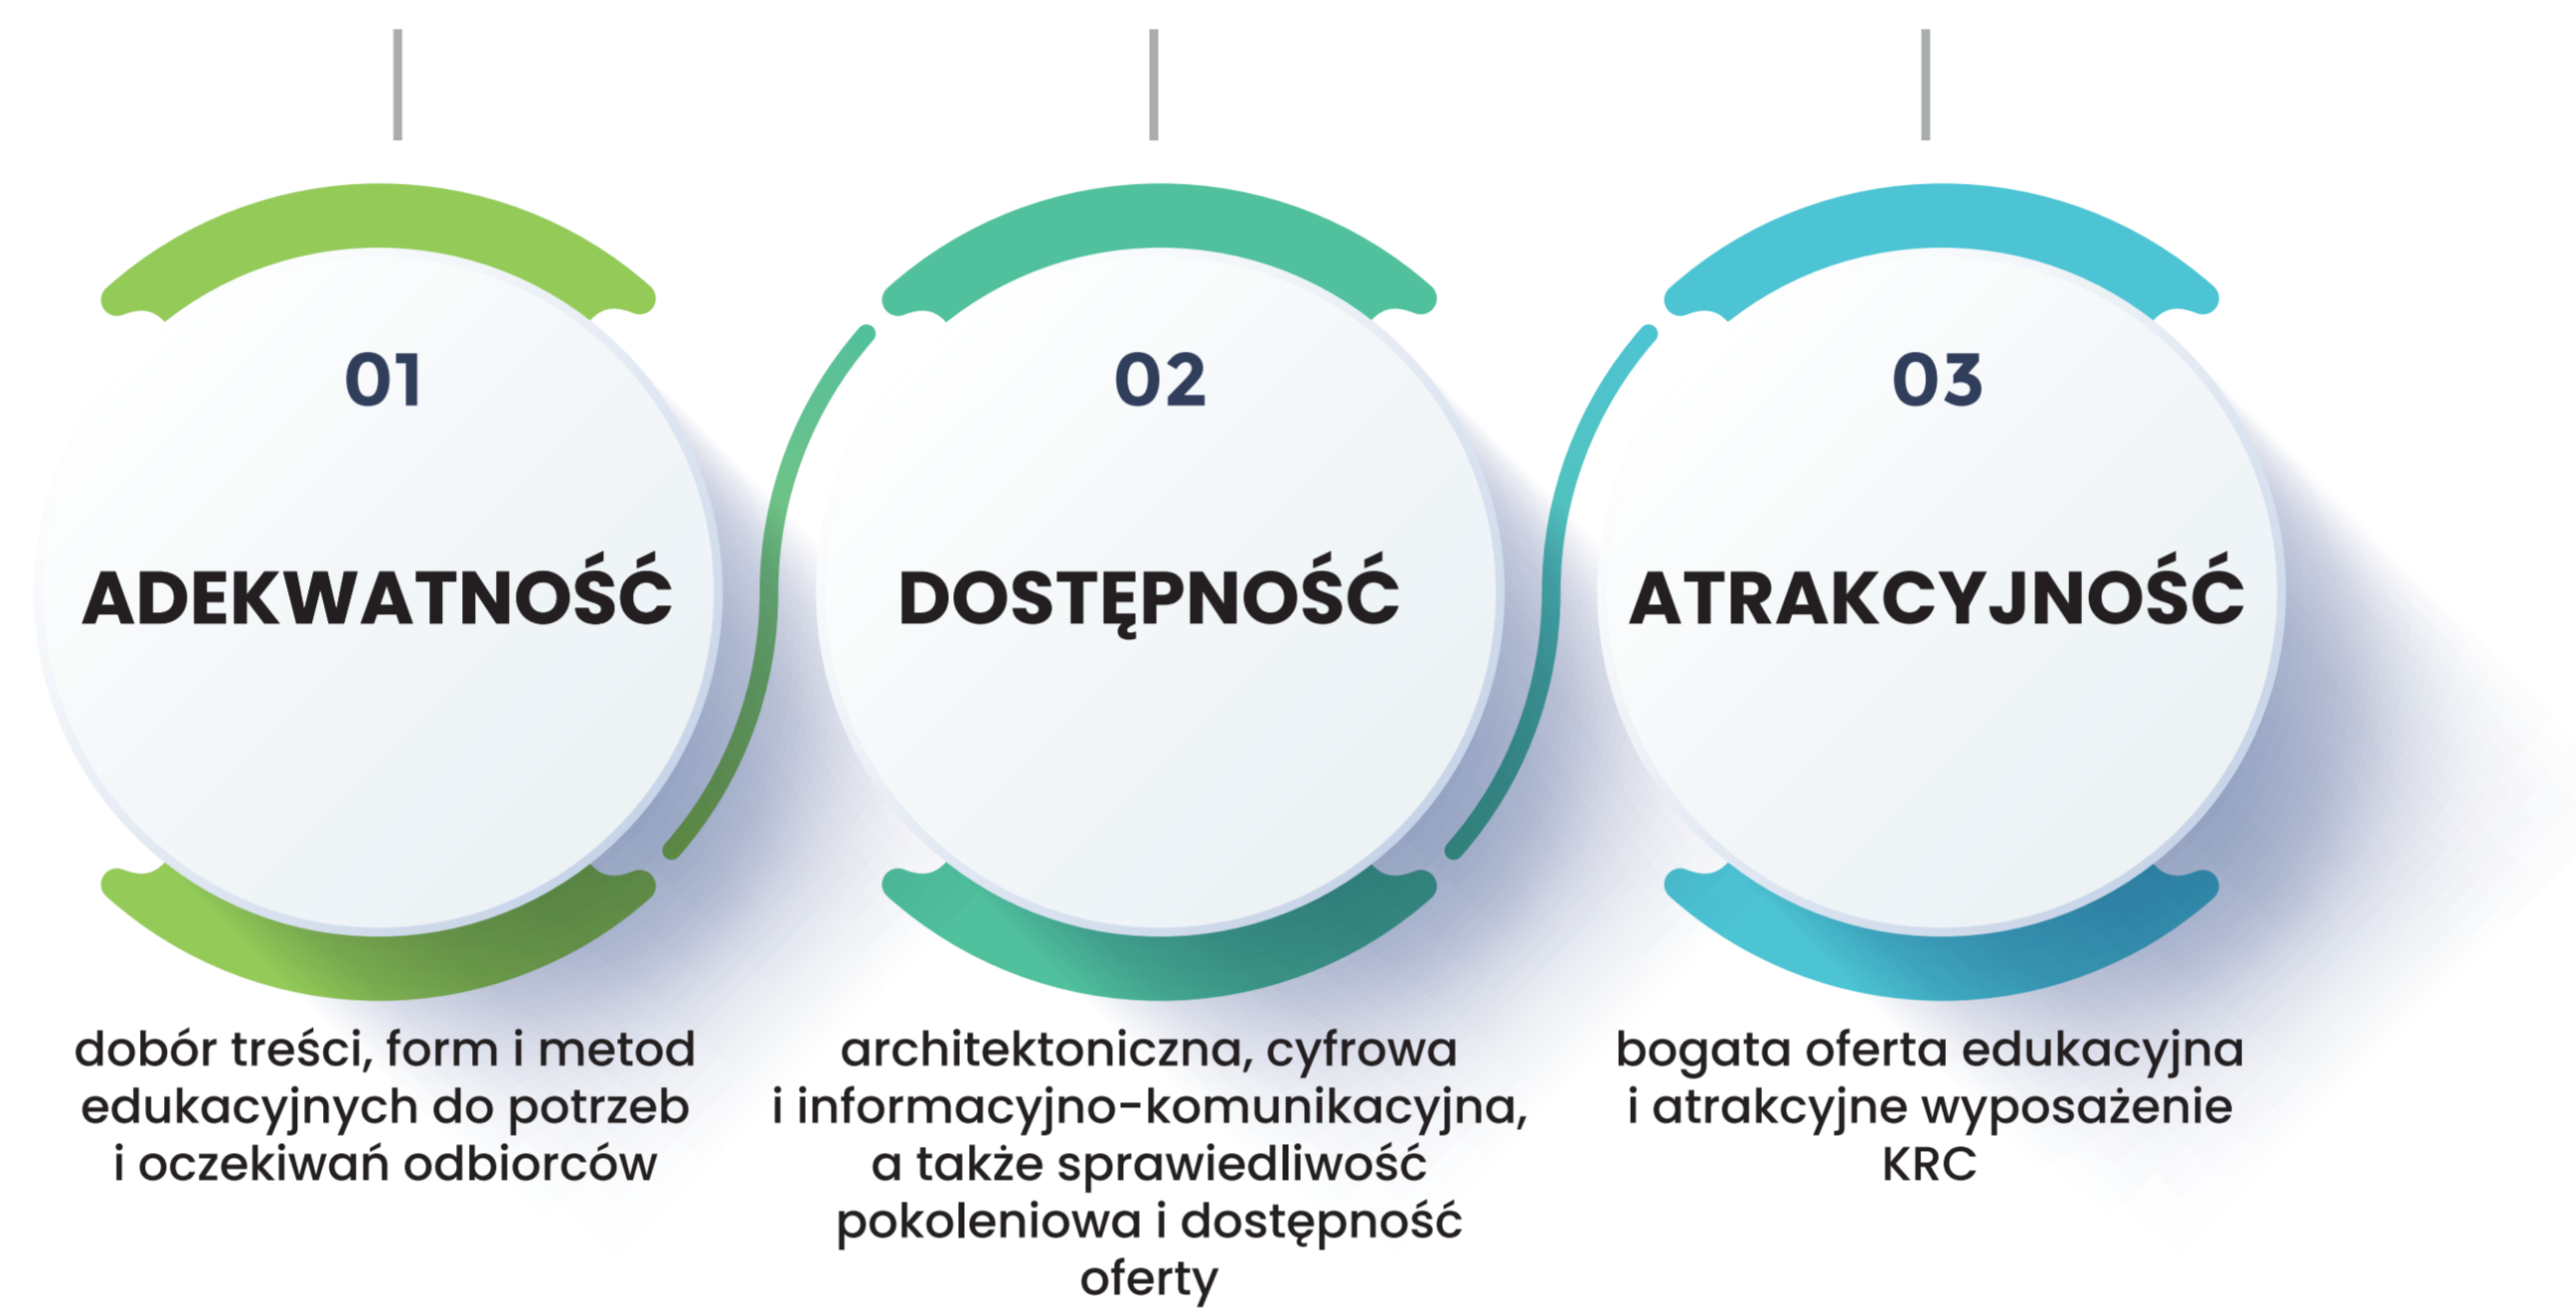 01
ADEKWATNOŚĆ
dobór treści, form i metod
edukacyjnych do potrzeb
i oczekiwań odbiorców
02
DOSTĘPNOŚĆ
architektoniczna, cyfrowa
i informacyjno-komunikacyjna,
a także sprawiedliwość
pokoleniowa i dostępność
oferty
03
ATRAKCYJNOŚĆ
bogata oferta edukacyjna
i atrakcyjne wyposażenie
KRC